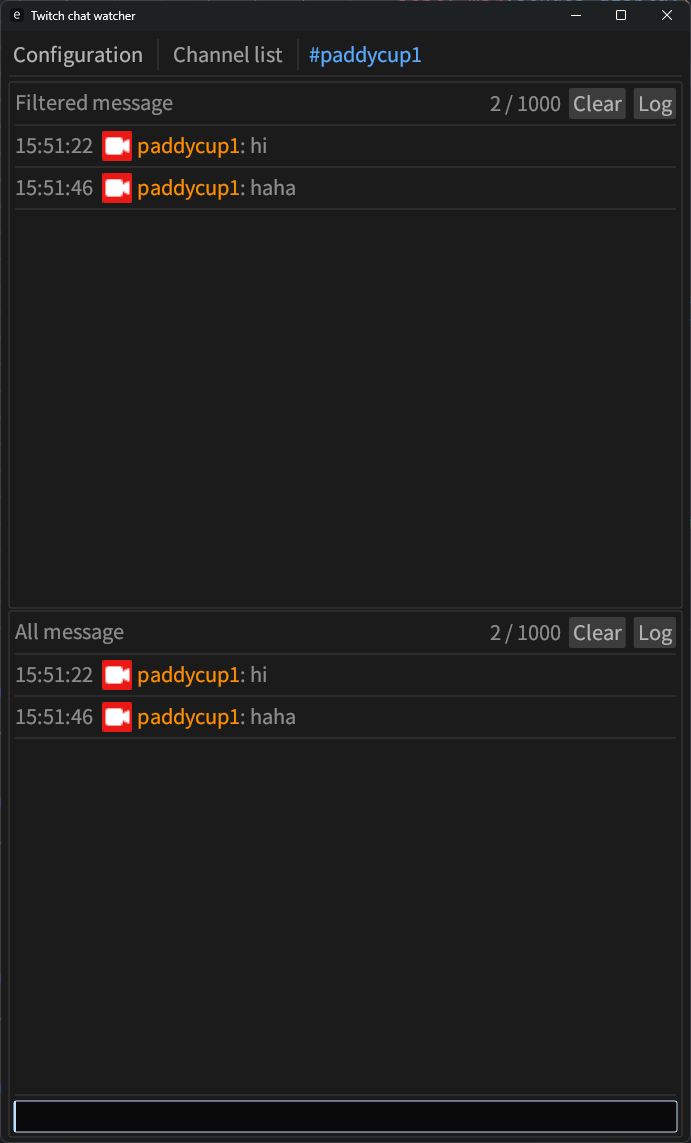 e Twitch chat watcher
Configuration Channel list #paddycup1
Filtered message 2 / 1000 Clear Log
15:51:22 paddycup1: hi
15:51:46 paddycup1: haha
All message 2 / 1000 Clear Log
15:51:22 paddycup1: hi
15:51:46 paddycup1: haha